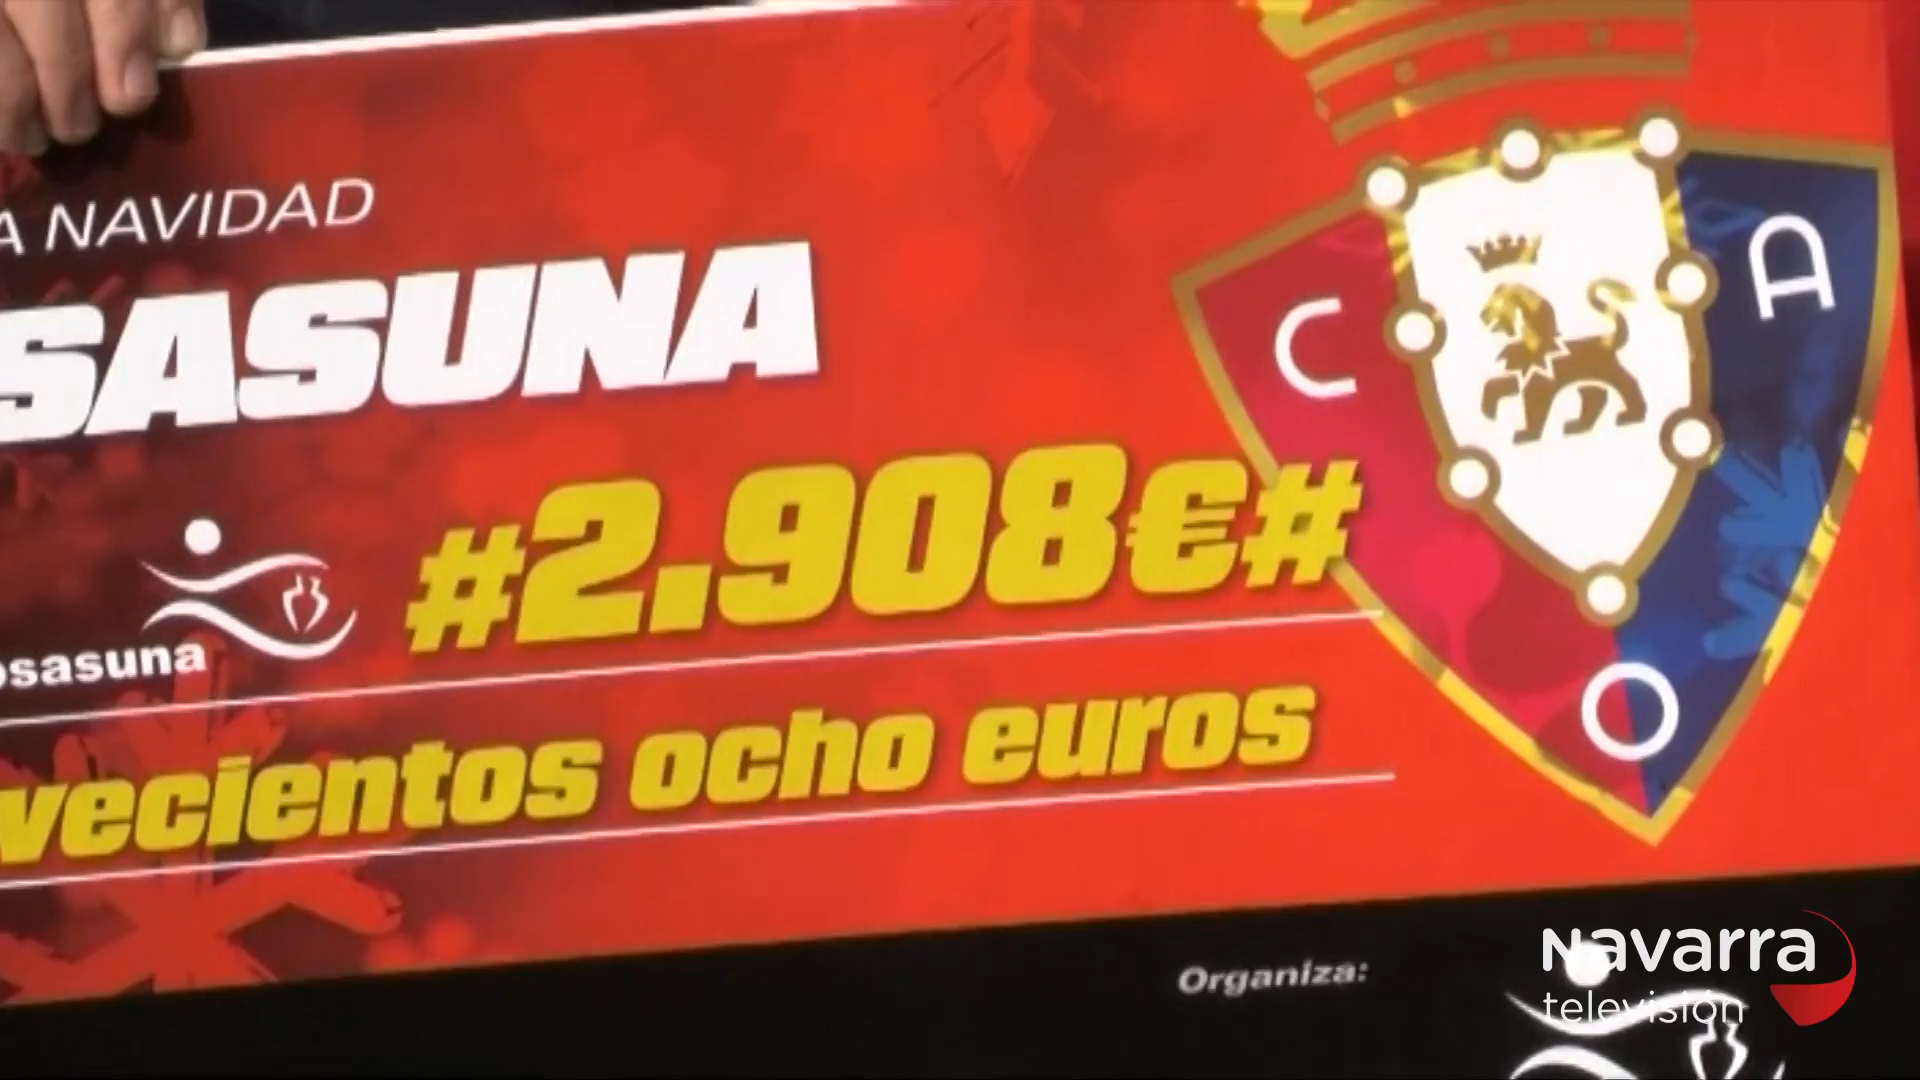 A NAVIDAD
SASUNA
C
A
O
#2.908€#
osasuna
vecientos ocho euros
Organiza:
Navarra
televisión